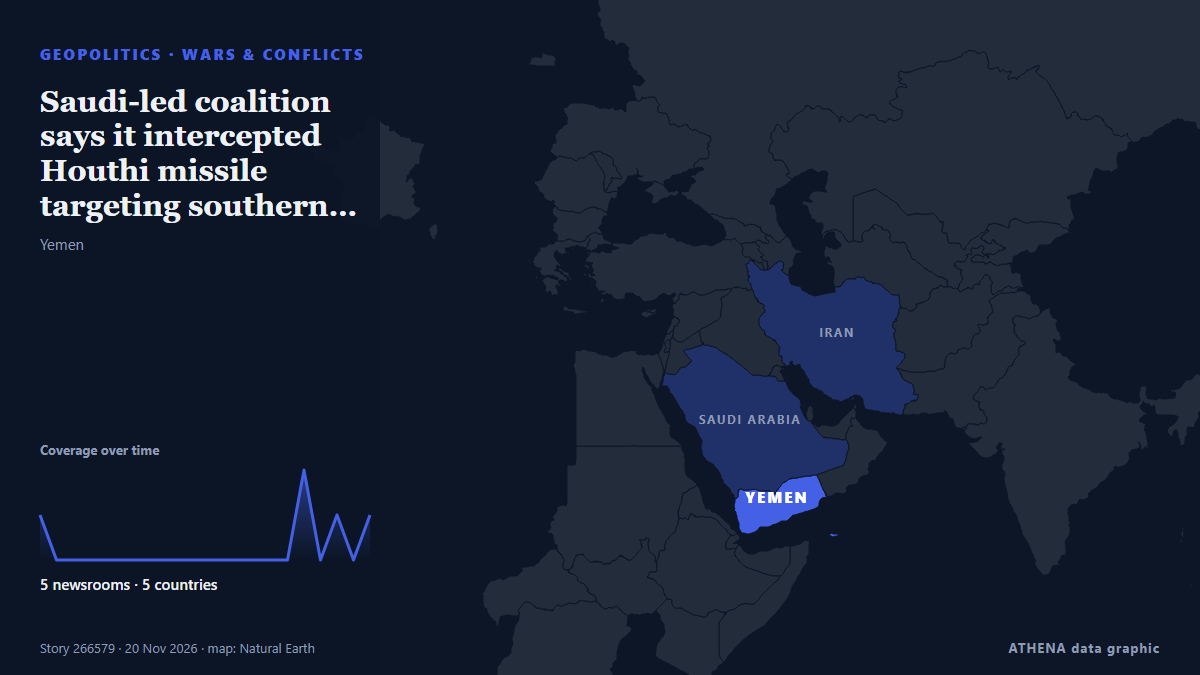 GEOPOLITICS · WARS & CONFLICTS
Saudi-led coalition
says it intercepted
Houthi missile
targeting southern...
Yemen
IRAN
SAUDI ARABIA
YEMEN
Coverage over time
5 newsrooms · 5 countries
Story 266579 · 20 Nov 2026 · map: Natural Earth
ATHENA data graphic